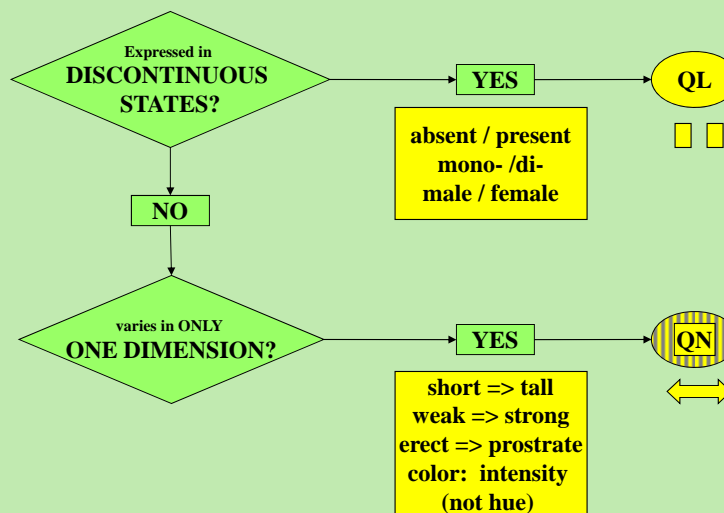 Expressed in
DISCONTINUOUS
STATES?
YES
QL
absent / present
mono- /di-
male / female
NO
varies in ONLY
ONE DIMENSION?
YES
QN
short => tall
weak => strong
erect => prostrate
color: intensity
(not hue)